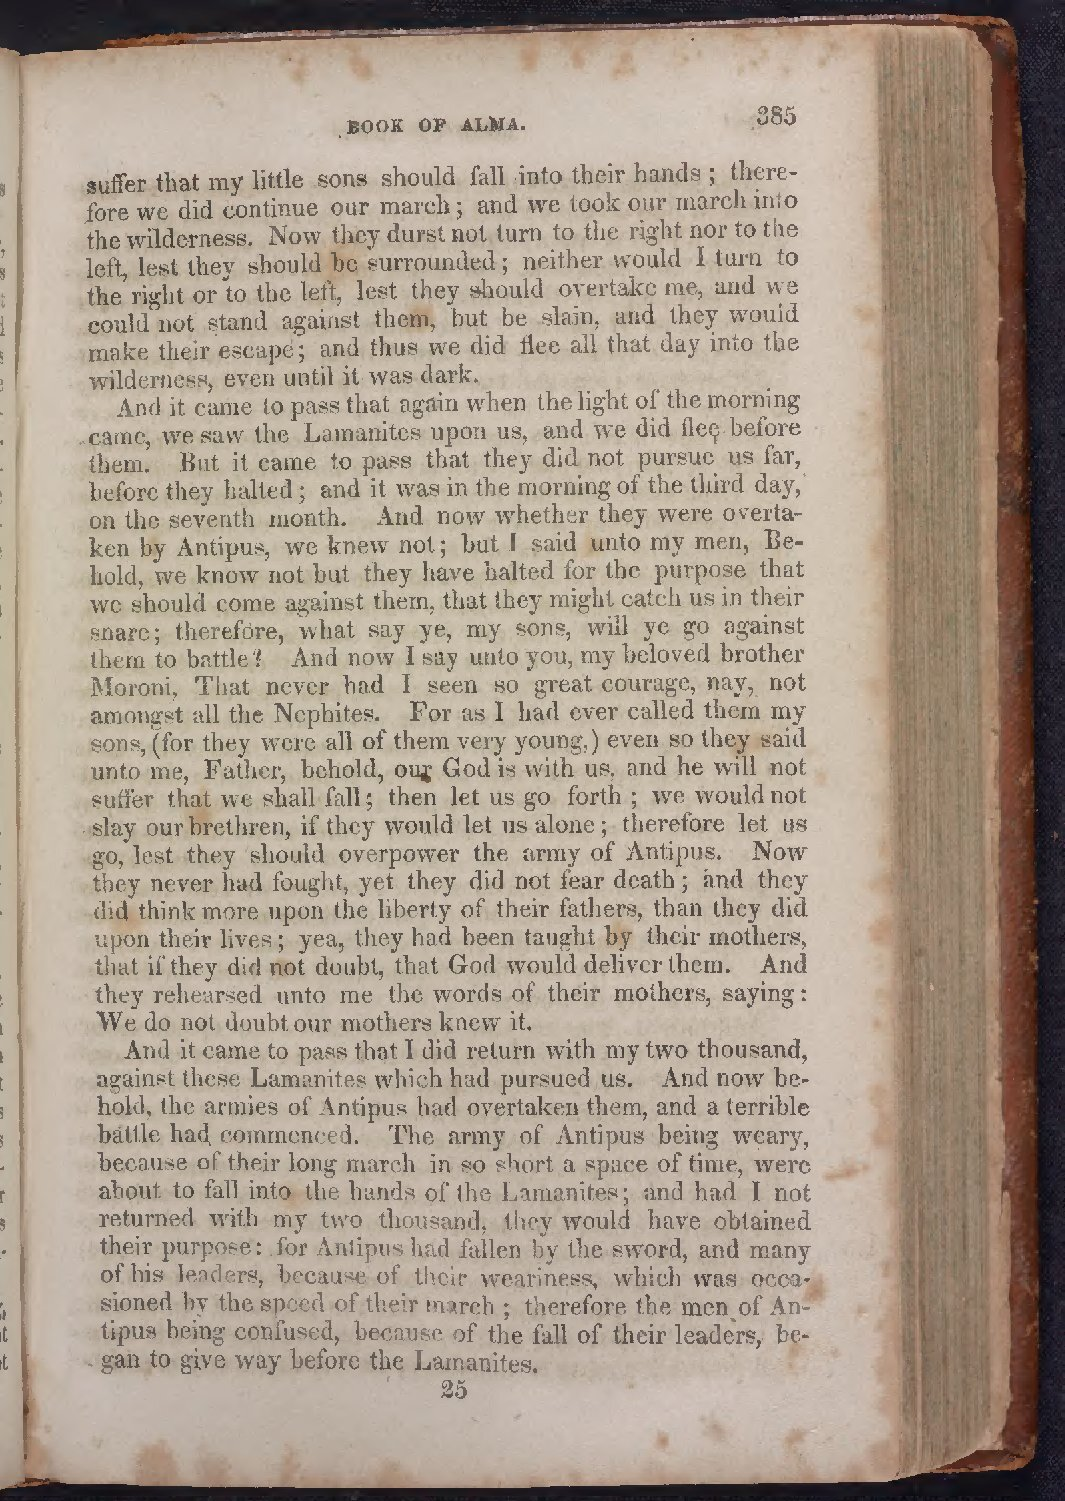 BOOK OF ALMA. 385
suffer that my little sons should fall into their hands; there-
fore we did continue our march; and we took our march into
the wilderness. Now they durst not turn to the right nor to the
left, lest they should be surrounded; neither would I turn to
the right or to the left, lest they should overtake me, and we
could not stand against them, but be slain, and they would
make their escape; and thus we did flee all that day into the
wilderness, even until it was dark.
And it came to pass that again when the light of the morning
came, we saw the Lamanites upon us, and we did flee before
them. But it came to pass that they did not pursue us far,
before they halted; and it was in the morning of the third day,
on the seventh month. And now whether they were overta-
ken by Antipus, we knew not; but I said unto my men, Be-
hold, we know not but they have halted for the purpose that
we should come against them, that they might catch us in their
snare; therefore, what say ye, my sons, will ye go against
them to battle? And now I say unto you, my beloved brother
Moroni, That never had I seen so great courage, nay, not
amongst all the Nephites. For as I had ever called them my
sons, (for they were all of them very young,) even so they said
unto me, Father, behold, our God is with us, and he will not
suffer that we shall fall; then let us go forth; we would not
slay our brethren, if they would let us alone; therefore let us
go, lest they should overpower the army of Antipus. Now
they never had fought, yet they did not fear death; and they
did think more upon the liberty of their fathers, than they did
upon their lives; yea, they had been taught by their mothers,
that if they did not doubt, that God would deliver them. And
they rehearsed unto me the words of their mothers, saying:
We do not doubt our mothers knew it.
And it came to pass that I did return with my two thousand,
against these Lamanites which had pursued us. And now be-
hold, the armies of Antipus had overtaken them, and a terrible
battle had commenced. The army of Antipus being weary,
because of their long march in so short a space of time, were
about to fall into the hands of the Lamanites; and had I not
returned with my two thousand, they would have obtained
their purpose: for Antipus had fallen by the sword, and many
of his leaders, because of their weariness, which was occa-
sioned by the speed of their march; therefore the men of An-
tipus being confused, because of the fall of their leaders, be-
gan to give way before the Lamanites.
25